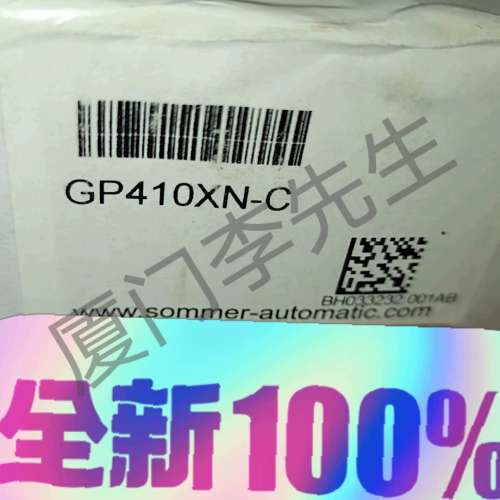 GP410XN-C
BH033232 001AB
www.sommer-automatic.com
厦门李先生
全新100%